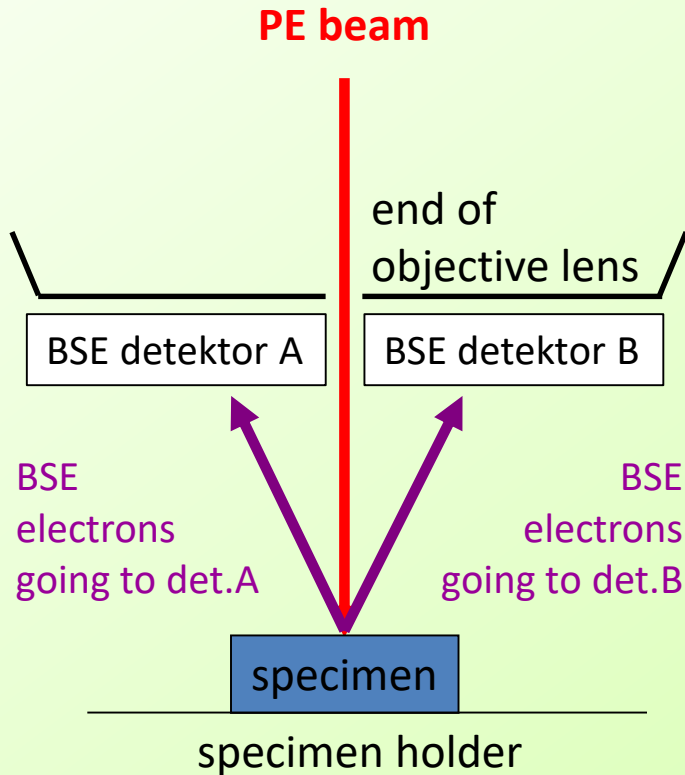 PE beam
end of
objective lens
BSE detektor A
BSE detektor B
BSE
electrons
going to det.A
BSE
electrons
going to det.B
specimen
specimen holder